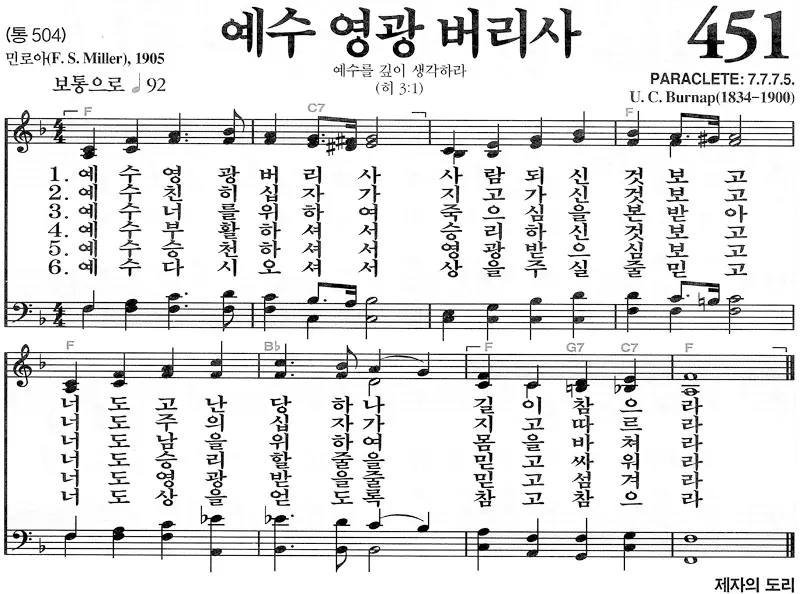 (통 504)
예수 영광 버리사
451
민로아(F. S. Miller), 1905
예수를 깊이 생각하라
(히 3:1)
보통으로 ♩92
PARACLETE: 7.7.7.5.
U. C. Burnap(1834-1900)
F C7 F
1. 예 수 영 광 버 리 사 사 람 되 신 것 보 고
2. 예 수 친 히 십 자 가 지 고 가 신 것 보 고
3. 예 수 너 를 위 하 여 죽 으 심 을 본 받 아
4. 예 수 부 활 하 셔 서 승 리 하 신 것 보 고
5. 예 수 승 천 하 셔 서 영 광 받 으 심 보 고
6. 예 수 다 시 오 셔 서 상 을 주 실 줄 믿 고
F B♭ F G7 C7 F
너 도 고 난 당 하 나 길 이 참 으 라
너 도 주 의 십 자 가 지 고 따 르 라
너 도 남 을 위 하 여 몸 을 바 쳐 라
너 도 승 리 할 줄 을 믿 고 싸 워 라
너 도 영 광 받 을 줄 믿 고 섬 겨 라
너 도 상 을 얻 도 록 참 고 참 으 라
제자의 도리